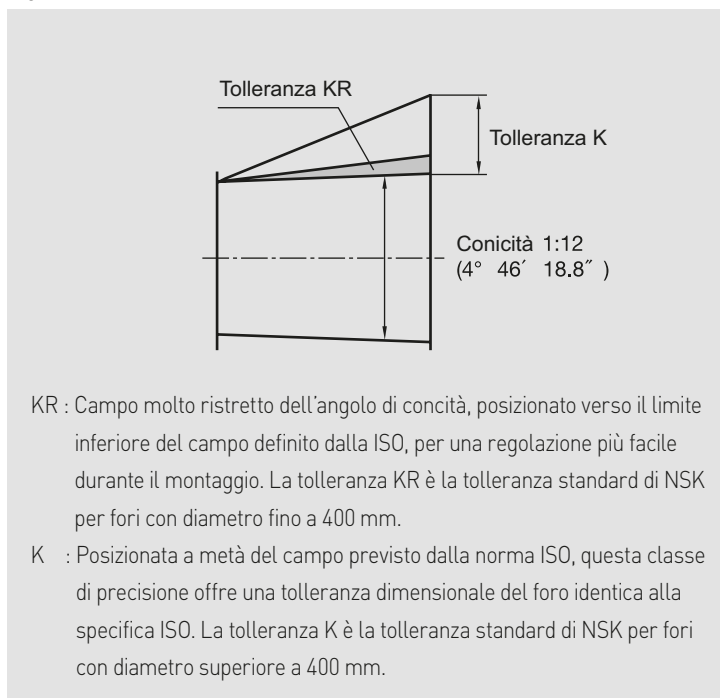 Tolleranza KR
Tolleranza K
Conicità 1:12
(4° 46′ 18.8″ )
KR : Campo molto ristretto dell'angolo di concità, posizionato verso il limite
inferiore del campo definito dalla ISO, per una regolazione più facile
durante il montaggio. La tolleranza KR è la tolleranza standard di NSK
per fori con diametro fino a 400 mm.
K : Posizionata a metà del campo previsto dalla norma ISO, questa classe
di precisione offre una tolleranza dimensionale del foro identica alla
specifica ISO. La tolleranza K è la tolleranza standard di NSK per fori
con diametro superiore a 400 mm.